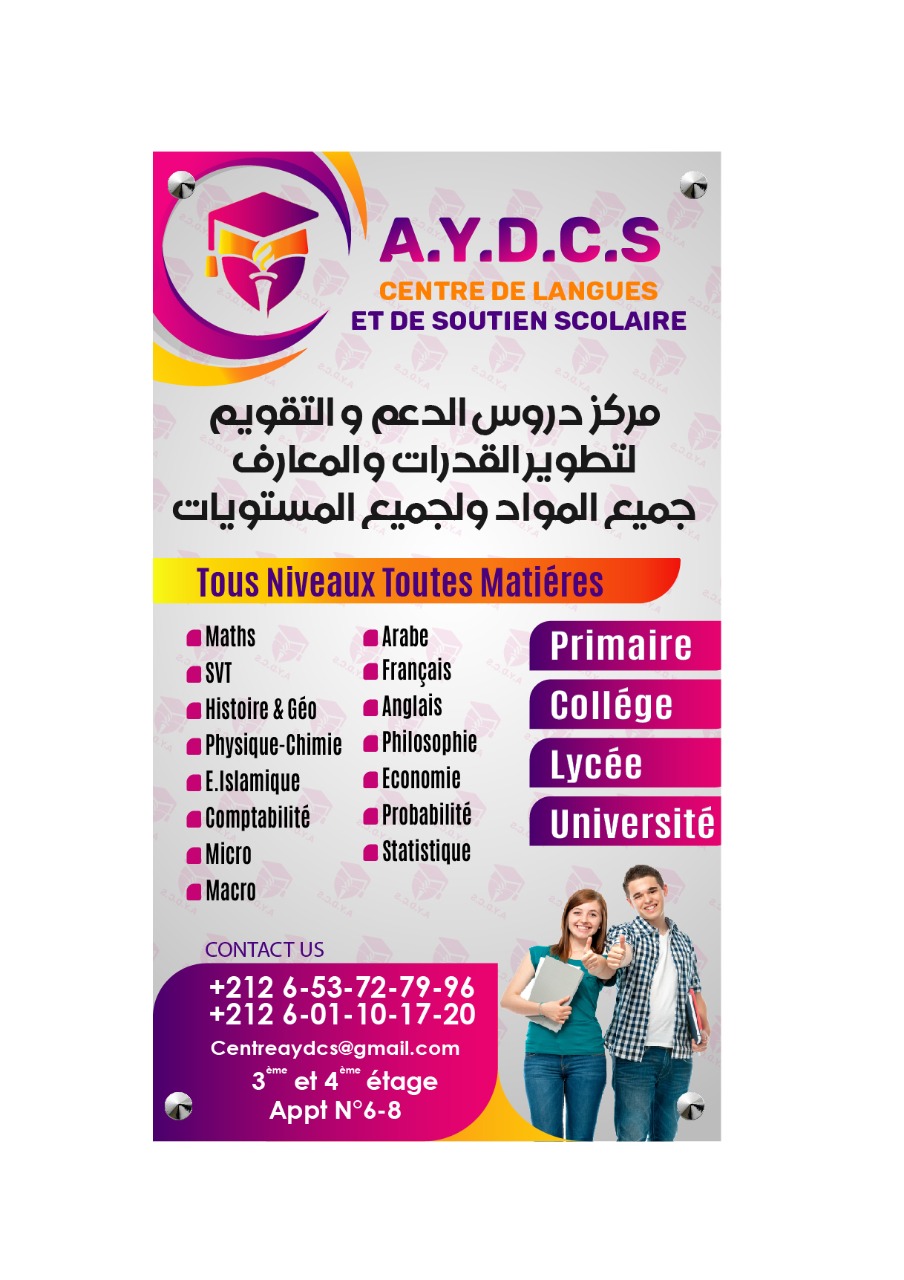 A.Y.D.C.S
CENTRE DE LANGUES
ET DE SOUTIEN SCOLAIRE
مركز دروس الدعم و التقويم
لتطوير القدرات والمعارف
جميع المواد ولجميع المستويات
Tous Niveaux Toutes Matiéres
Maths
SVT
Histoire & Géo
Physique-Chimie
E.Islamique
Comptabilité
Micro
Macro
Arabe
Français
Anglais
Philosophie
Economie
Probabilité
Statistique
Primaire
Collége
Lycée
Université
CONTACT US
+212 6-53-72-79-96
+212 6-01-10-17-20
Centreaydcs@gmail.com
3ème et 4ème étage
Appt N°6-8